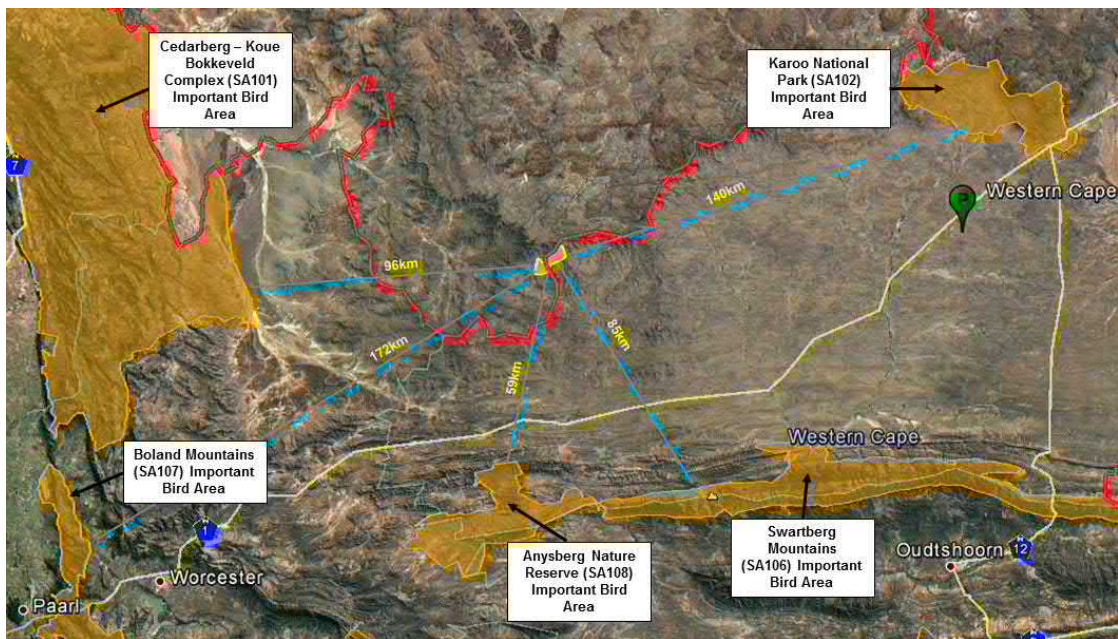 Cedarberg – Koue
Bokkeveld
Complex (SA101)
Important Bird
Area
Karoo National
Park (SA102)
Important Bird
Area
7
140km
Western Cape
96km
172km
85km
59km
Western Cape
Boland Mountains
(SA107) Important
Bird Area
N
1
Anysberg Nature
Reserve (SA108)
Important Bird
Area
Swartberg
Mountains
(SA106) Important
Bird Area
Oudtshoorn
N
12
Worcester
Paarl